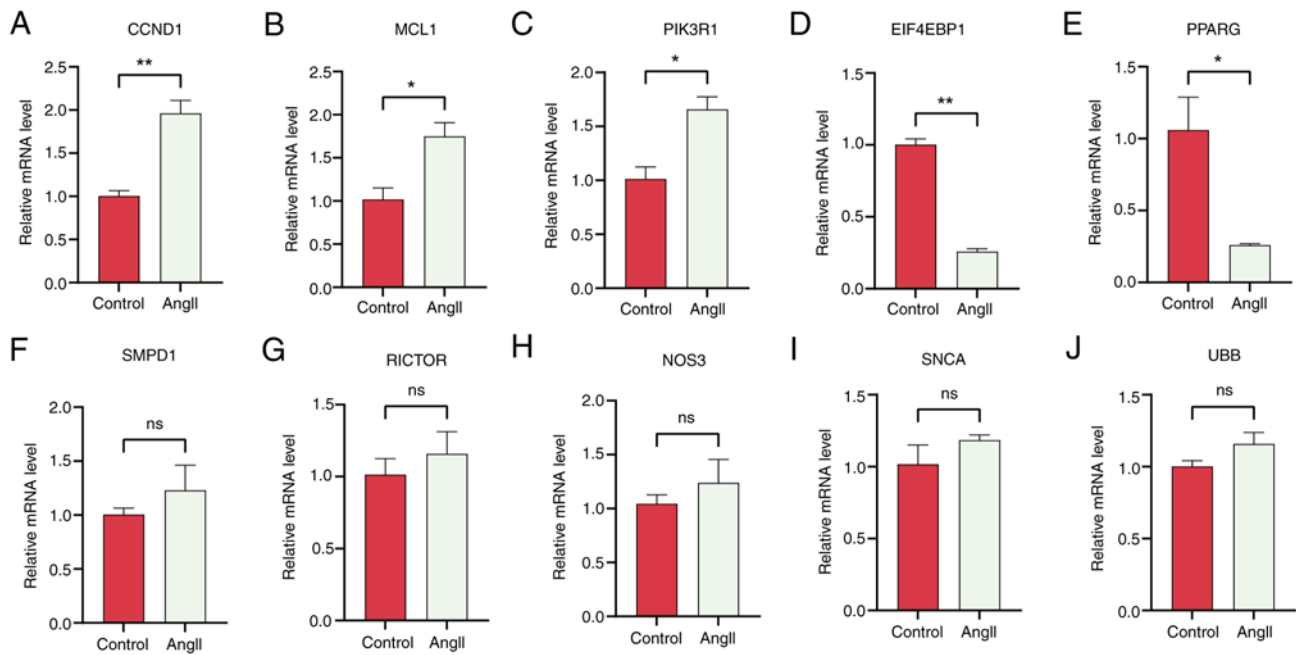 A
CCND1
**
Relative mRNA level
2.5
2.0
1.5
1.0
2.5
0.0
Control AngII
B
MCL1
*
Relative mRNA level
2.5
2.0
1.5
1.0
2.5
0.0
Control AngII
C
PIK3R1
*
Relative mRNA level
2.0
1.5
1.0
1.5
0.0
Control AngII
D
EIF4EBP1
**
Relative mRNA level
1.5
1.0
0.5
0.0
Control AngII
E
PPARG
*
Relative mRNA level
1.5
1.0
0.5
0.0
Control AngII
F
SMPD1
ns
Relative mRNA level
2.0
1.5
1.0
1.5
0.0
Control AngII
G
RICTOR
ns
Relative mRNA level
1.5
1.0
0.5
0.0
Control AngII
H
NOS3
ns
Relative mRNA level
2.0
1.5
1.0
1.5
0.0
Control AngII
I
SNCA
ns
Relative mRNA level
1.5
1.0
1.5
0.0
Control AngII
J
UBB
ns
Relative mRNA level
1.5
1.0
1.5
0.0
Control AngII